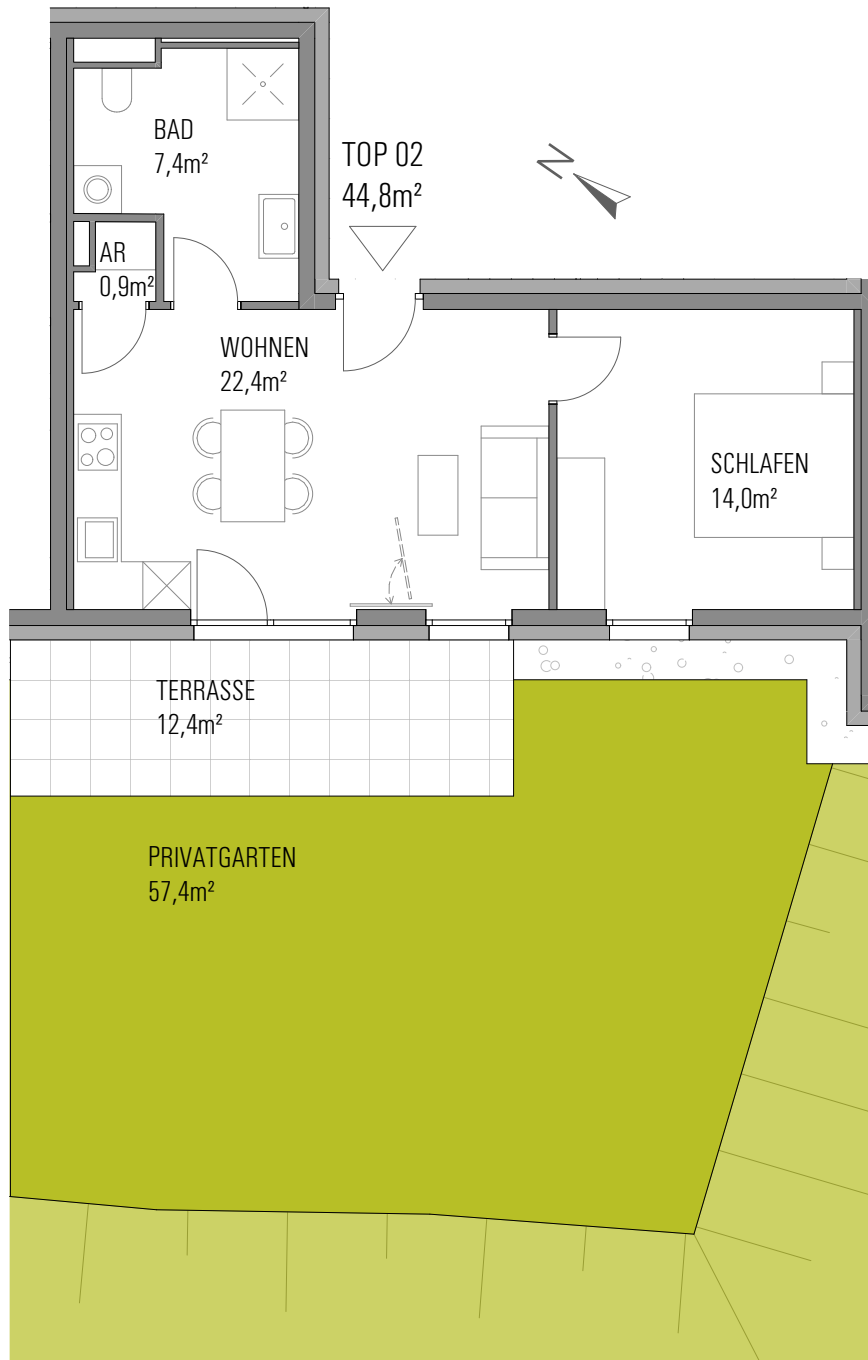 BAD
7,4m²
TOP 02
44,8m²
N
AR
0,9m²
WOHNEN
22,4m²
SCHLAFEN
14,0m²
TERRASSE
12,4m²
PRIVATGARTEN
57,4m²